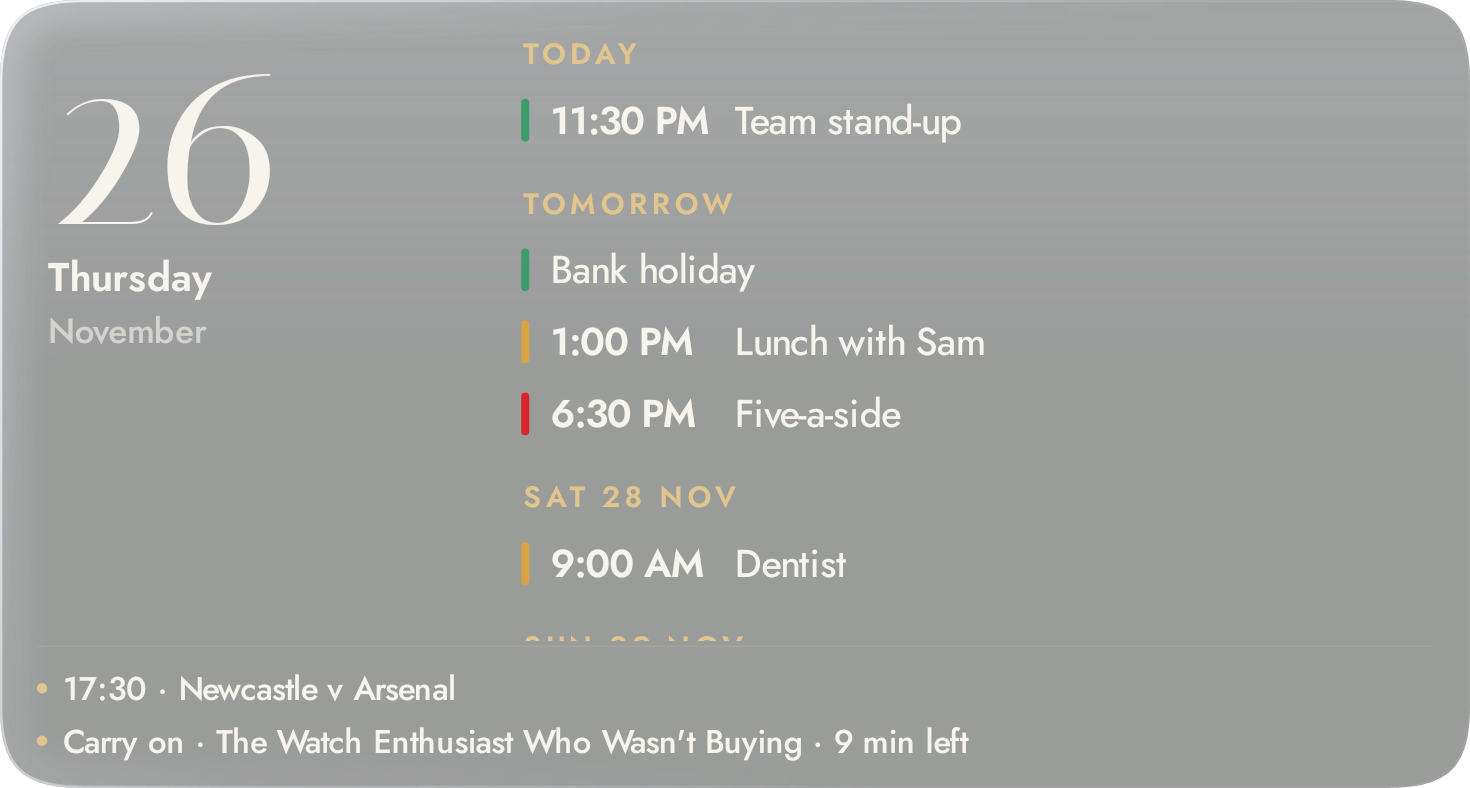 26
Thursday
November
TODAY
11:30 PM Team stand-up
TOMORROW
Bank holiday
1:00 PM Lunch with Sam
6:30 PM Five-a-side
SAT 28 NOV
9:00 AM Dentist
17:30 · Newcastle v Arsenal
Carry on · The Watch Enthusiast Who Wasn't Buying · 9 min left